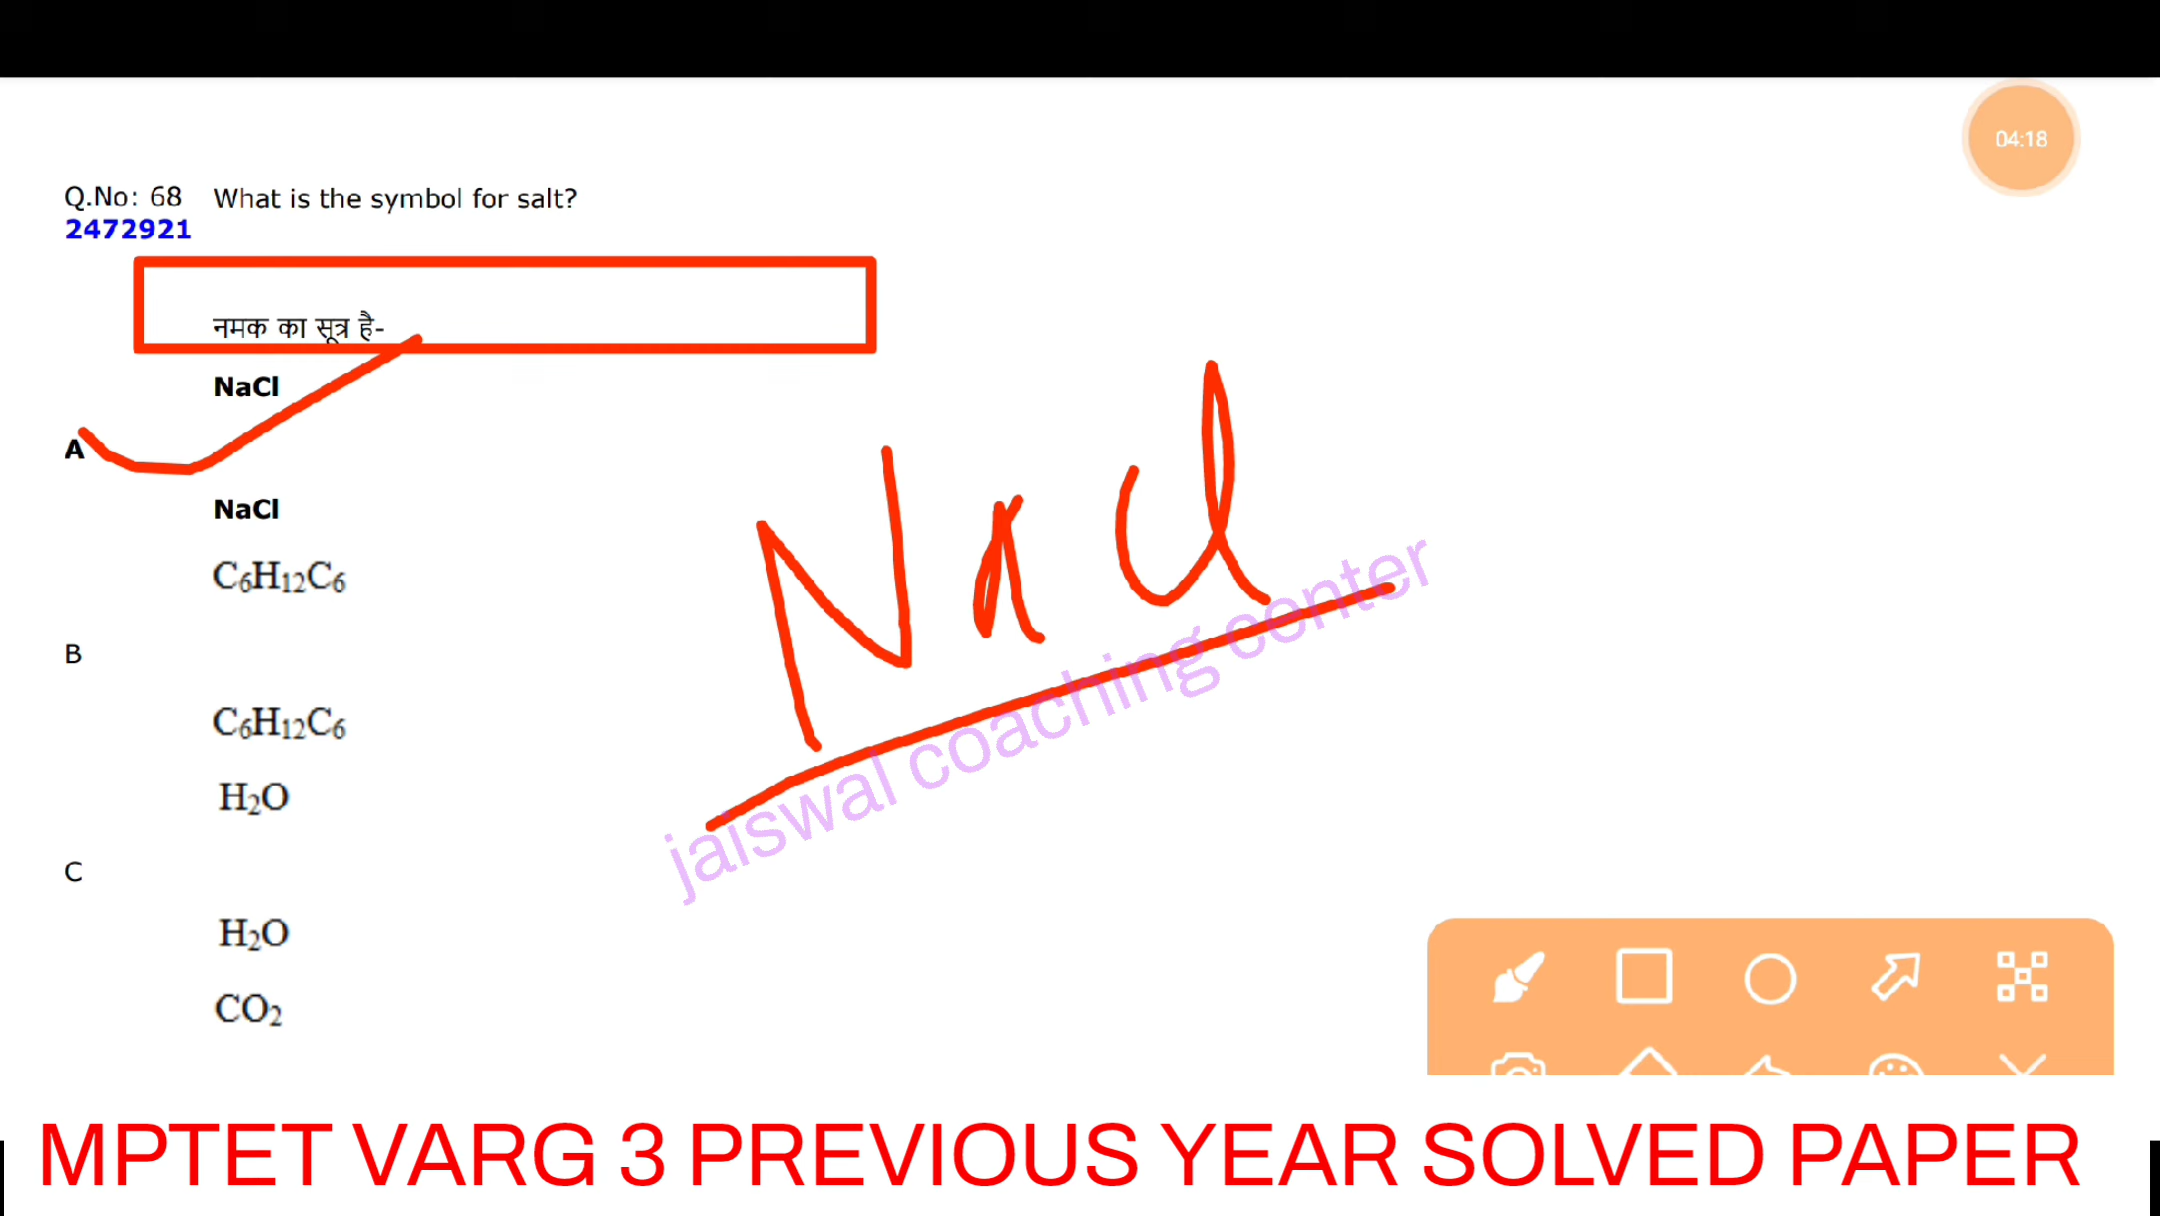 04:18
Q.No: 68 What is the symbol for salt?
2472921
नमक का सूत्र है-
NaCl
A
NaCl
C₆H₁₂C₆
B
C₆H₁₂C₆
H₂O
C
H₂O
CO₂
NaCl
jaiswal coaching center
MPTET VARG 3 PREVIOUS YEAR SOLVED PAPER